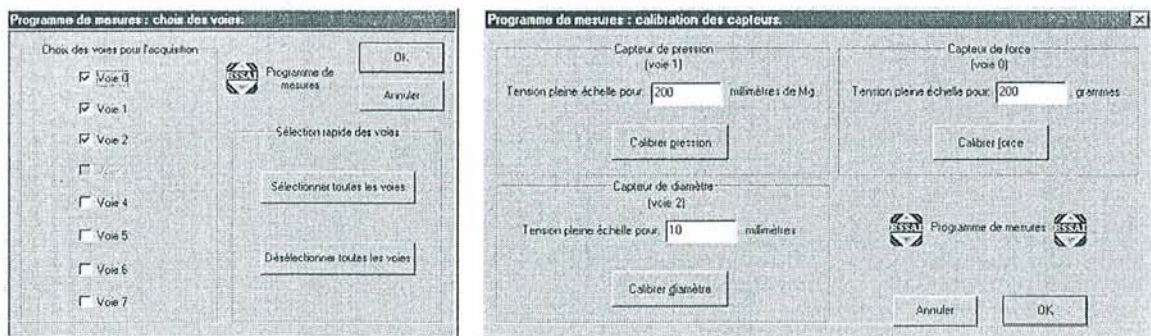 Programme de mesures : choix des voies.
Choix des voies pour l'acquisition
Voie 0
Voie 1
Voie 2
Voie 4
Voie 5
Voie 6
Voie 7
ESSAI
Programme de
mesures
OK
Annuler
Sélection rapide des voies
Sélectionner toutes les voies
Désélectionner toutes les voies
Programme de mesures : calibration des capteurs.
Capteur de pression
(voie 1)
Tension pleine échelle pour: 200 millimètres de Mg
Calibrer pression
Capteur de force
(voie 0)
Tension pleine échelle pour: 200 grammes
Calibrer force
Capteur de diamètre
(voie 2)
Tension pleine échelle pour: 10 millimètres
Calibrer diamètre
ESSAI Programme de mesures ESSAI
Annuler
OK